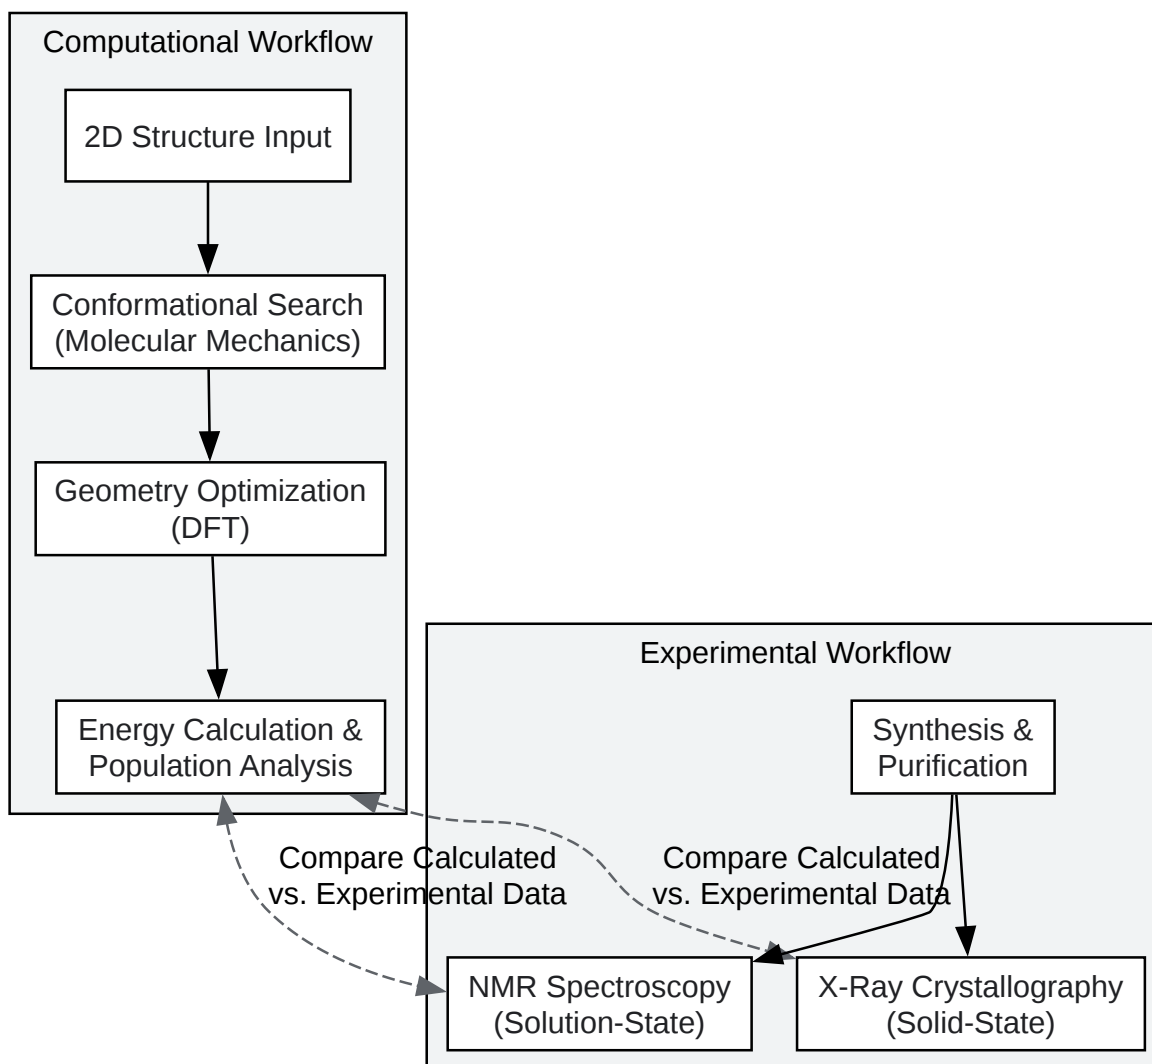 Computational Workflow
2D Structure Input
Conformational Search
(Molecular Mechanics)
Geometry Optimization
(DFT)
Energy Calculation &
Population Analysis
Experimental Workflow
Synthesis &
Purification
Compare Calculated
vs. Experimental Data
Compare Calculated
vs. Experimental Data
NMR Spectroscopy
(Solution-State)
X-Ray Crystallography
(Solid-State)